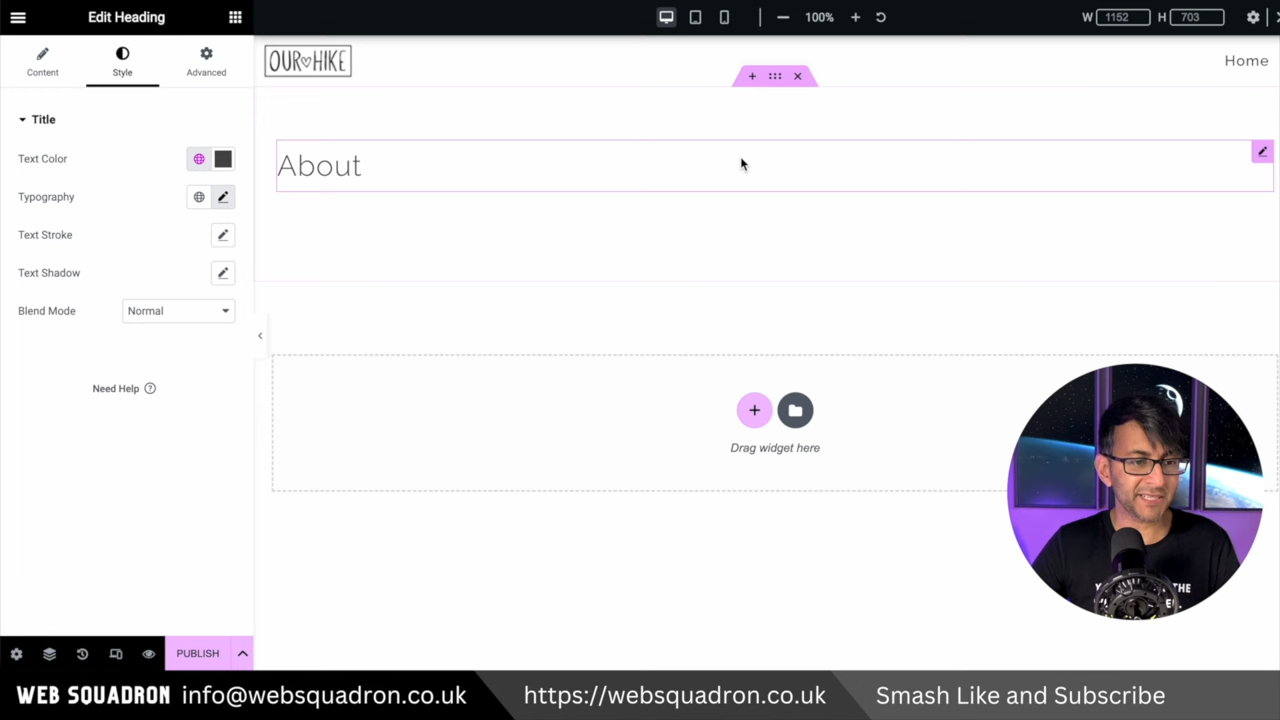 Edit Heading
100%
W 1152 H 703
Content
Style
Advanced
OUR HIKE
Home
Title
About
Text Color
Typography
Text Stroke
Text Shadow
Blend Mode
Normal
Need Help
Drag widget here
PUBLISH
WEB SQUADRON info@websquadron.co.uk https://websquadron.co.uk Smash Like and Subscribe